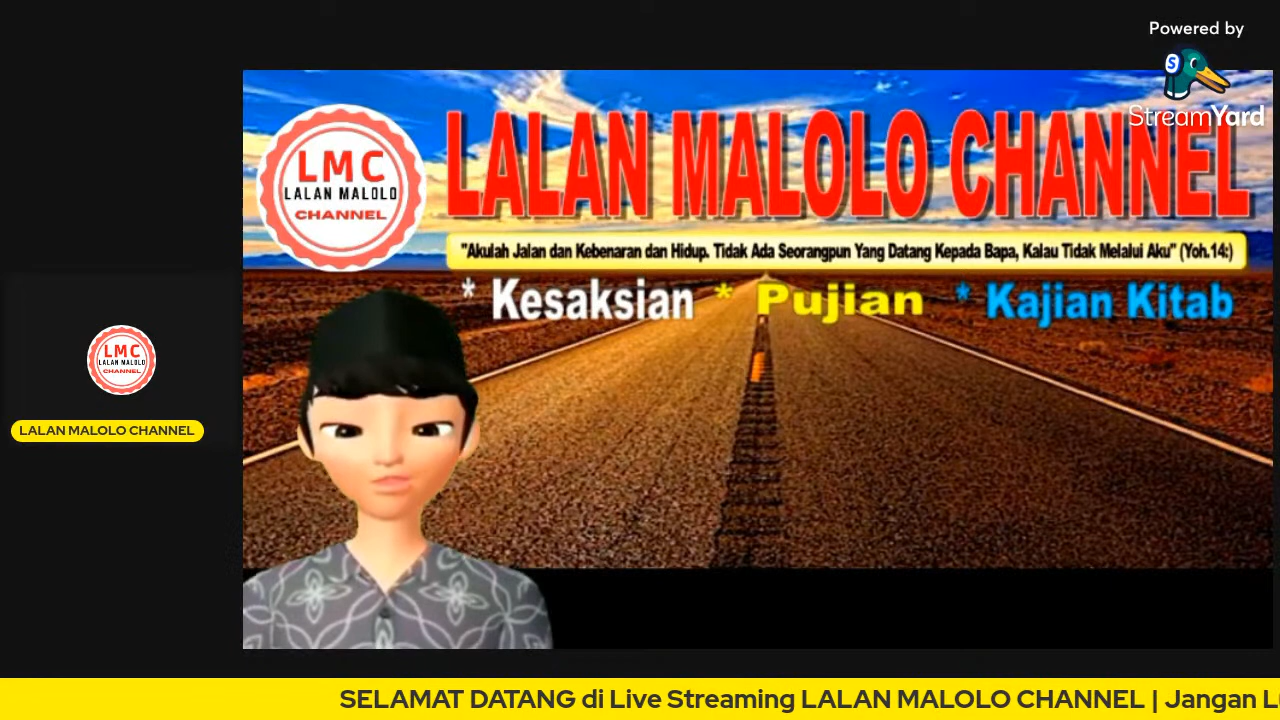 Powered by
StreamYard
LMC
LALAN MALOLO
CHANNEL
LALAN MALOLO CHANNEL
"Akulah Jalan dan Kebenaran dan Hidup. Tidak Ada Seorangpun Yang Datang Kepada Bapa, Kalau Tidak Melalui Aku" (Yoh.14:)
* Kesaksian * Pujian * Kajian Kitab
LMC
LALAN MALOLO
CHANNEL
LALAN MALOLO CHANNEL
SELAMAT DATANG di Live Streaming LALAN MALOLO CHANNEL | Jangan